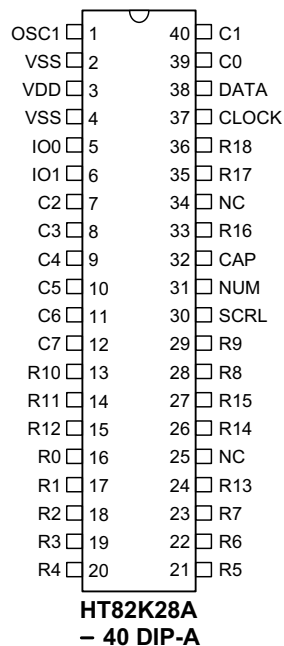 OSC1 1 40 C1
VSS 2 39 C0
VDD 3 38 DATA
VSS 4 37 CLOCK
IO0 5 36 R18
IO1 6 35 R17
C2 7 34 NC
C3 8 33 R16
C4 9 32 CAP
C5 10 31 NUM
C6 11 30 SCRL
C7 12 29 R9
R10 13 28 R8
R11 14 27 R15
R12 15 26 R14
R0 16 25 NC
R1 17 24 R13
R2 18 23 R7
R3 19 22 R6
R4 20 21 R5
HT82K28A
– 40 DIP-A